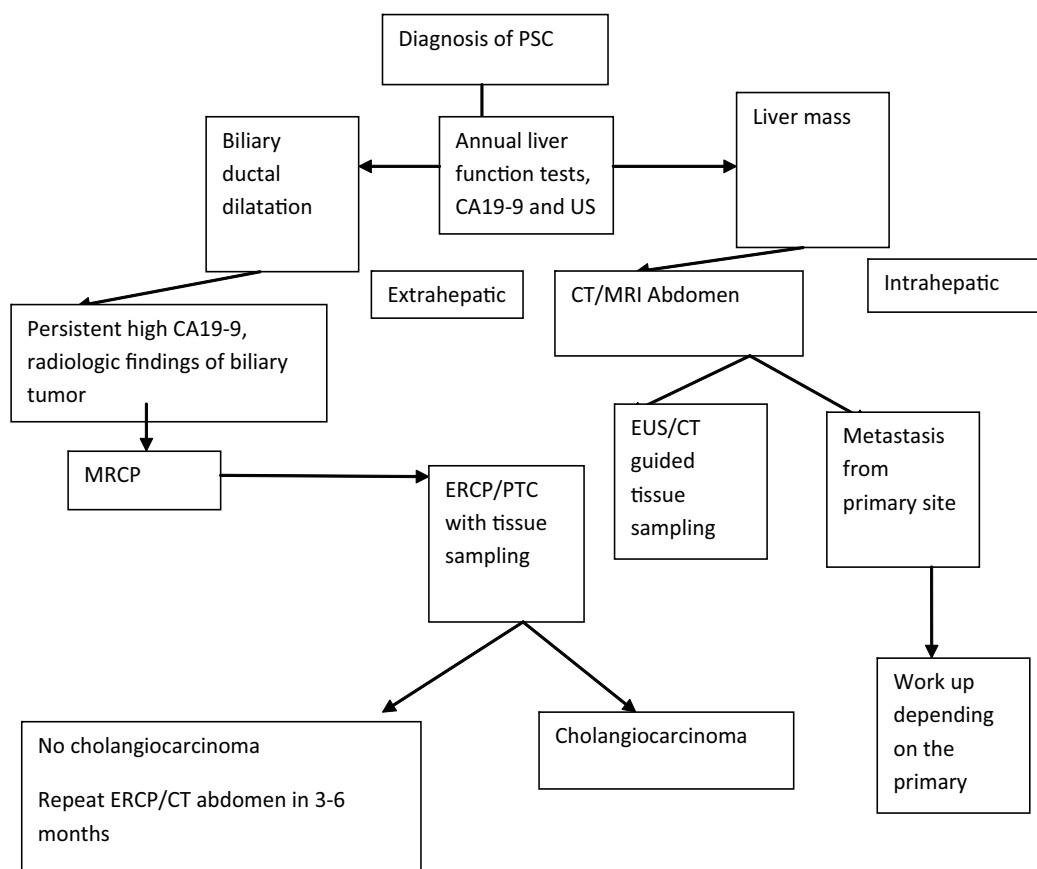 Diagnosis of PSC
Biliary
ductal
dilatation
Annual liver
function tests,
CA19-9 and US
Liver mass
Extrahepatic
CT/MRI Abdomen
Intrahepatic
Persistent high CA19-9,
radiologic findings of biliary
tumor
MRCP
ERCP/PTC
with tissue
sampling
EUS/CT
guided
tissue
sampling
Metastasis
from
primary site
No cholangiocarcinoma
Repeat ERCP/CT abdomen in 3-6
months
Cholangiocarcinoma
Work up
depending
on the
primary